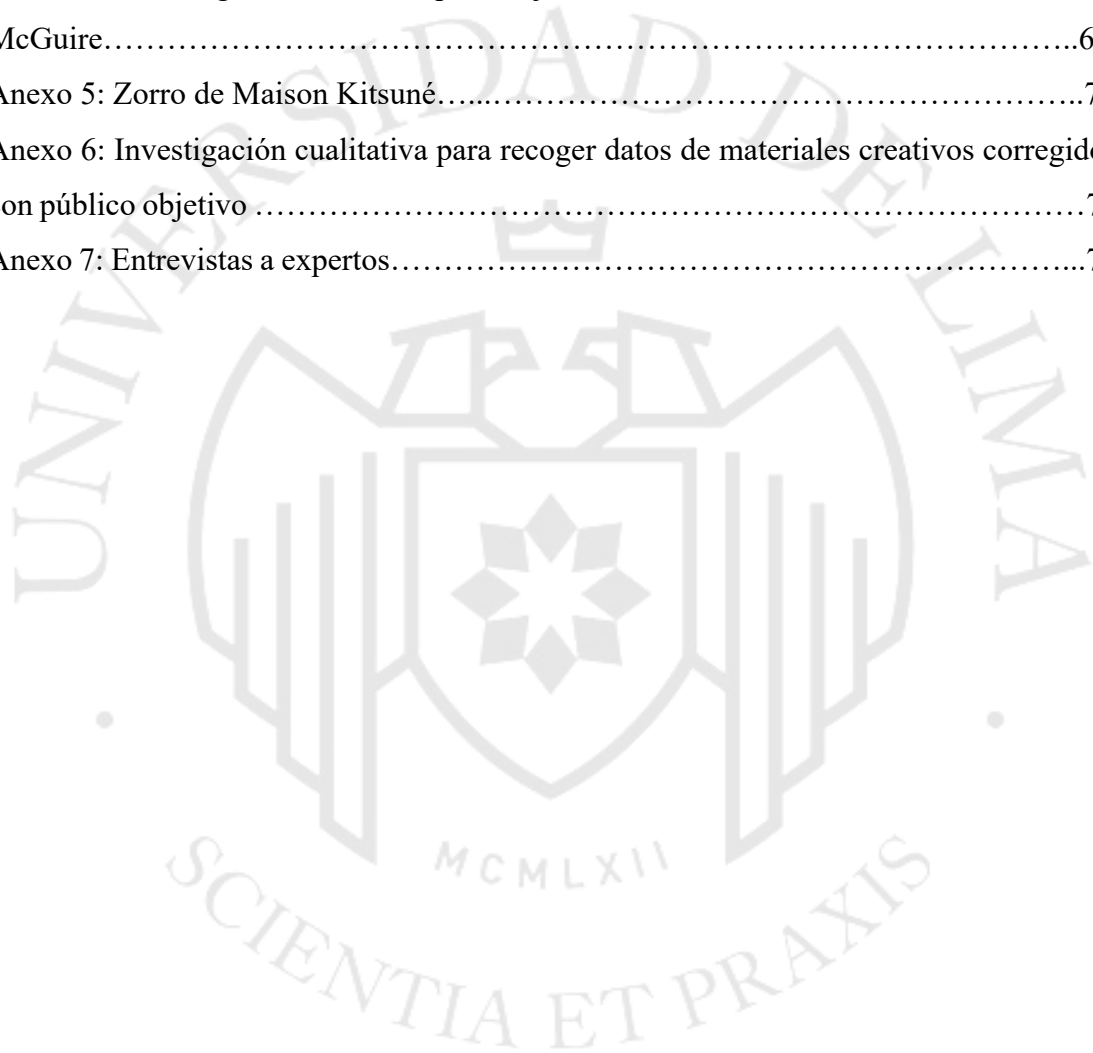 McGuire……………………………………………………………………..6
Anexo 5: Zorro de Maison Kitsuné…...…………………………………………………..7
Anexo 6: Investigación cualitativa para recoger datos de materiales creativos corregido
con público objetivo ………………………………………………………………………7
Anexo 7: Entrevistas a expertos…………………………………………………………...7
UNIVERSIDAD DE LIMA
MCMLXII
SCIENTIA ET PRAXIS